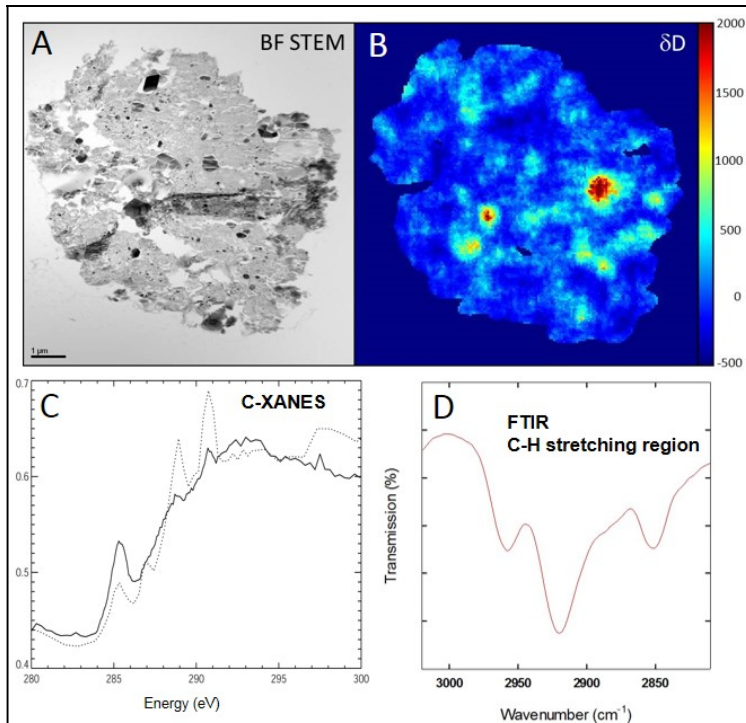 A
BF STEM
1 µm
B
δD
2000
1500
1000
500
0
-500
C
C-XANES
0.7
0.6
0.5
0.4
280
285
290
295
300
Energy (eV)
D
FTIR
C-H stretching region
Transmission (%)
3000
2950
2900
2850
Wavenumber (cm⁻¹)